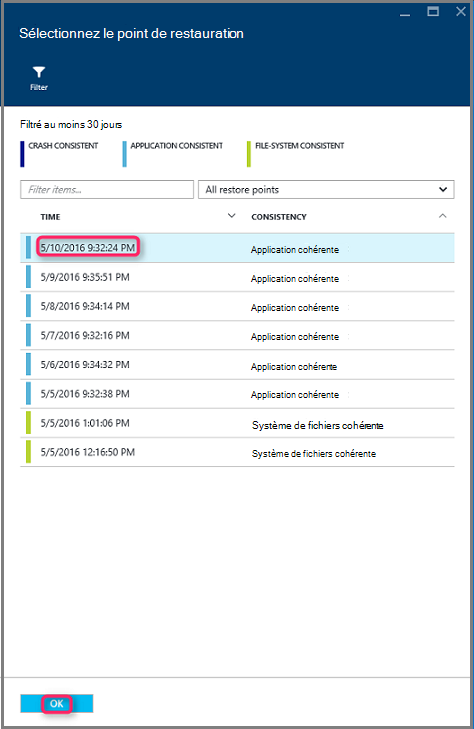 Sélectionnez le point de restauration
Filter
Filtré au moins 30 jours
CRASH CONSISTENT APPLICATION CONSISTENT FILE-SYSTEM CONSISTENT
Filter items... All restore points
TIME CONSISTENCY
5/10/2016 9:32:24 PM Application cohérente
5/9/2016 9:35:51 PM Application cohérente
5/8/2016 9:34:14 PM Application cohérente
5/7/2016 9:32:16 PM Application cohérente
5/6/2016 9:34:32 PM Application cohérente
5/5/2016 9:32:38 PM Application cohérente
5/5/2016 1:01:06 PM Système de fichiers cohérente
5/5/2016 12:16:50 PM Système de fichiers cohérente
OK